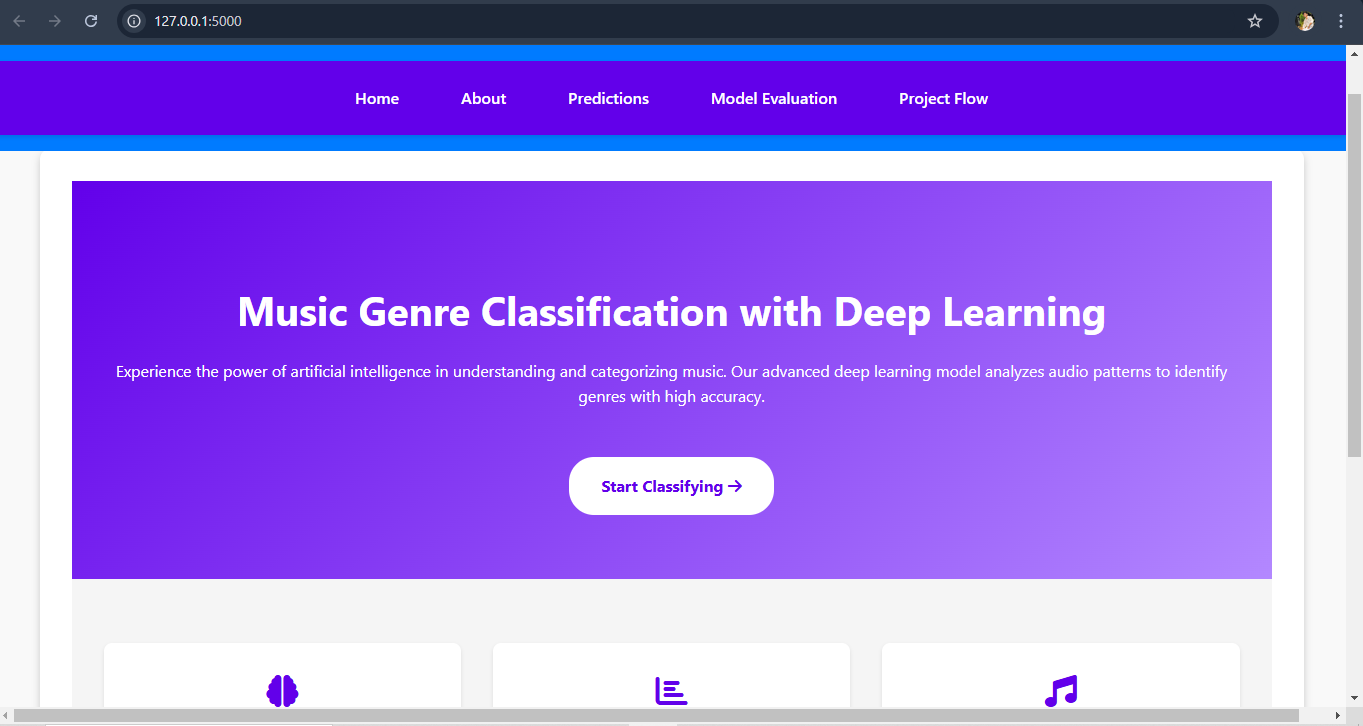 127.0.0.1:5000
Home About Predictions Model Evaluation Project Flow
Music Genre Classification with Deep Learning
Experience the power of artificial intelligence in understanding and categorizing music. Our advanced deep learning model analyzes audio patterns to identify
genres with high accuracy.
Start Classifying →